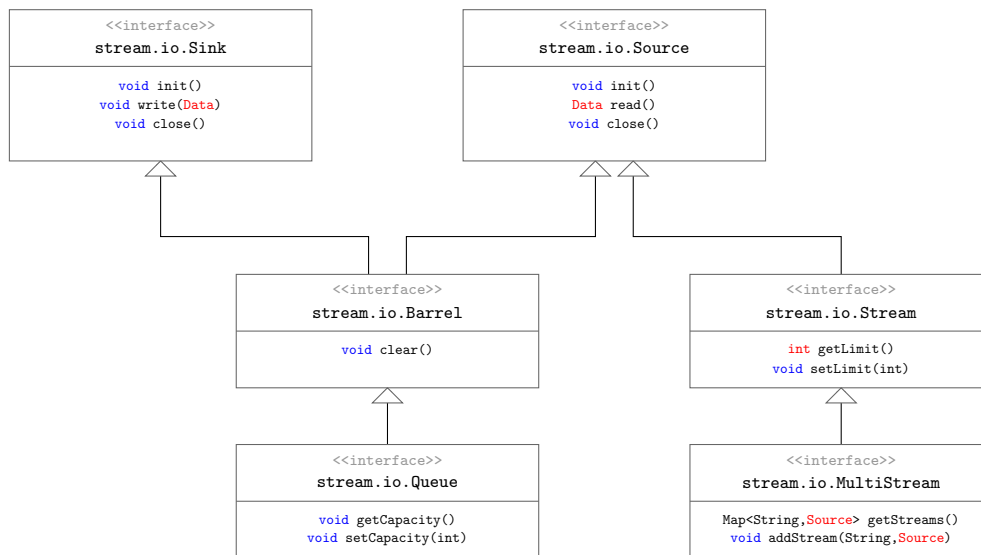 <<interface>>
stream.io.Sink
void init()
void write(Data)
void close()
<<interface>>
stream.io.Source
void init()
Data read()
void close()
<<interface>>
stream.io.Barrel
void clear()
<<interface>>
stream.io.Stream
int getLimit()
void setLimit(int)
<<interface>>
stream.io.Queue
void getCapacity()
void setCapacity(int)
<<interface>>
stream.io.MultiStream
Map<String,Source> getStreams()
void addStream(String,Source)